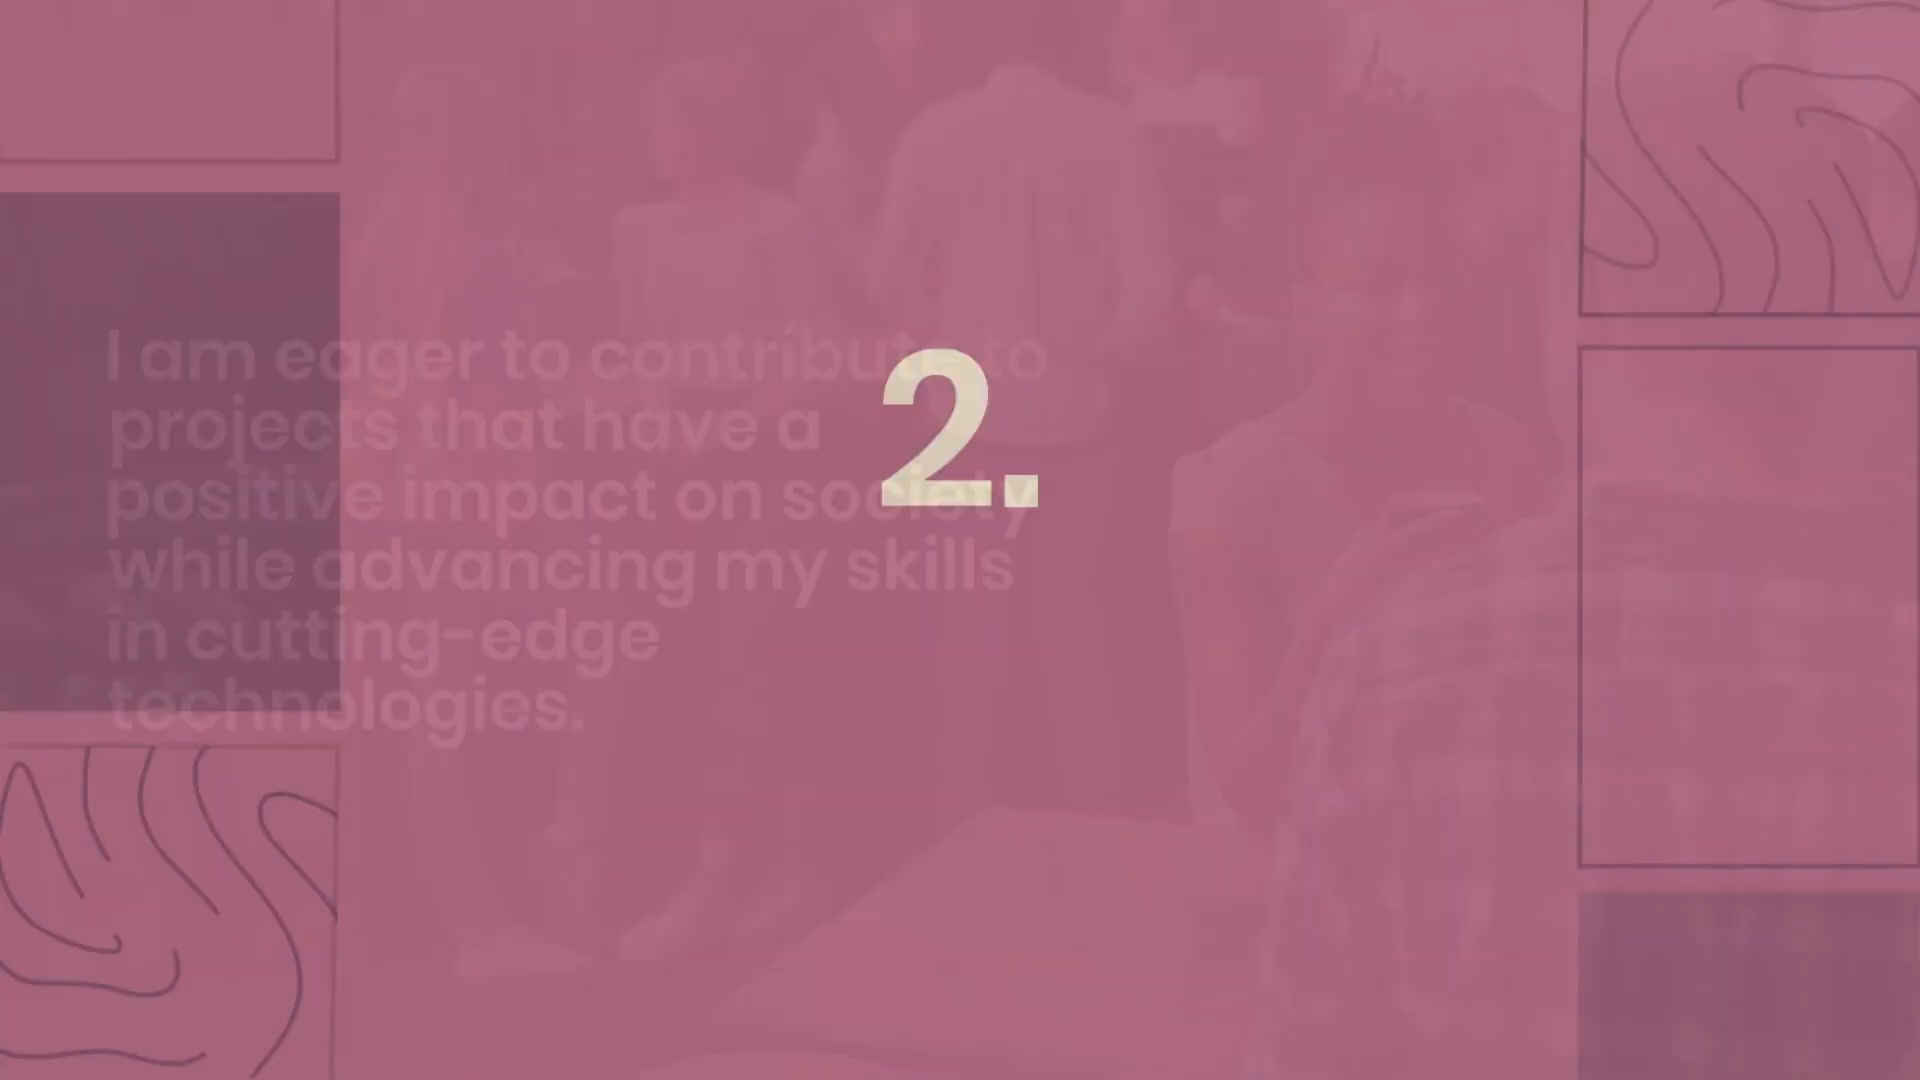 I am eager to contribute to
projects that have a
positive impact on society
while advancing my skills
in cutting-edge
technologies.
2.